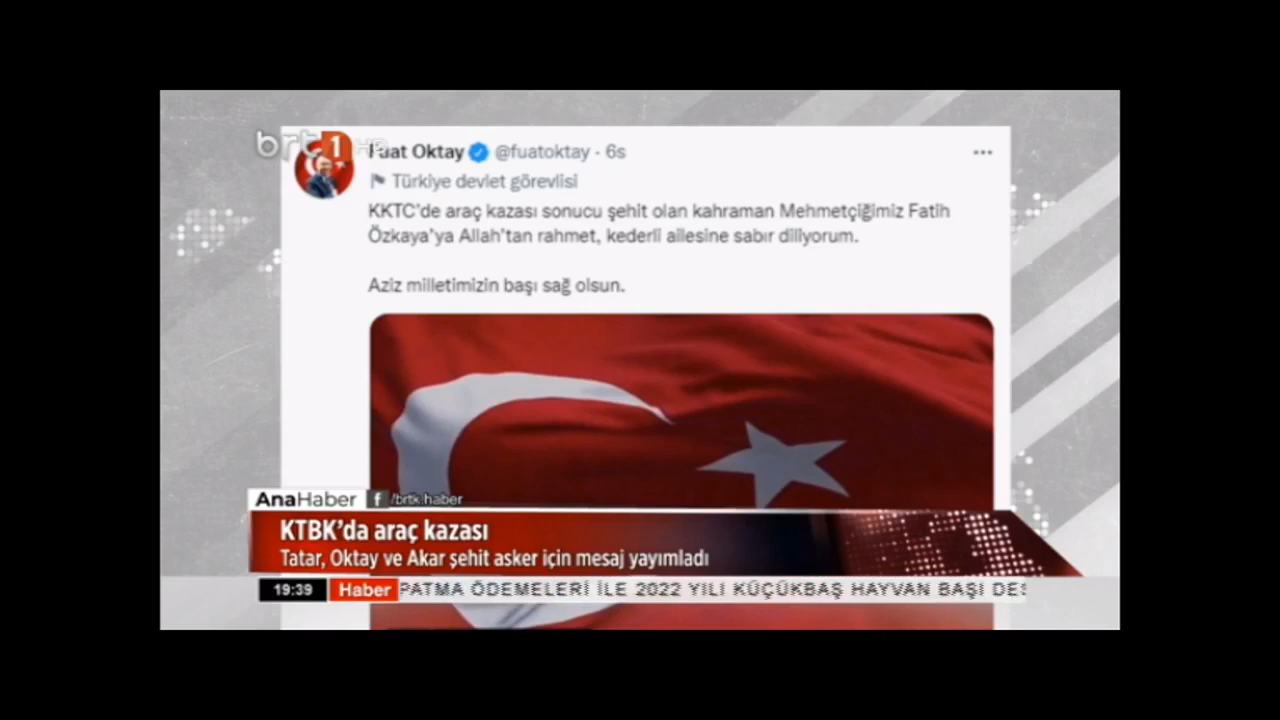 brt 1 HD
Fuat Oktay @fuatoktay · 6s
Türkiye devlet görevlisi
KKTC'de araç kazası sonucu şehit olan kahraman Mehmetçiğimiz Fatih
Özkaya'ya Allah'tan rahmet, kederli ailesine sabır diliyorum.
Aziz milletimizin başı sağ olsun.
AnaHaber f /brtk.haber
KTBK'da araç kazası
Tatar, Oktay ve Akar şehit asker için mesaj yayımladı
19:39 Haber PATMA ÖDEMELERİ İLE 2022 YILI KÜÇÜKBAŞ HAYVAN BAŞI DES